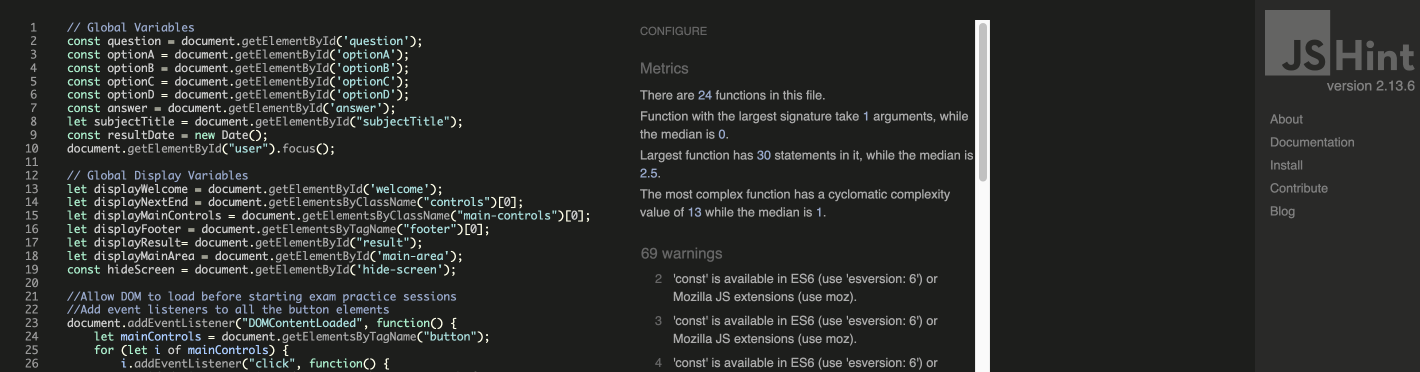 1 // Global Variables
2 const question = document.getElementById('question');
3 const optionA = document.getElementById('optionA');
4 const optionB = document.getElementById('optionB');
5 const optionC = document.getElementById('optionC');
6 const optionD = document.getElementById('optionD');
7 const answer = document.getElementById('answer');
8 let subjectTitle = document.getElementById("subjectTitle");
9 const resultDate = new Date();
10 document.getElementById("user").focus();
11
12 // Global Display Variables
13 let displayWelcome = document.getElementById('welcome');
14 let displayNextEnd = document.getElementsByClassName("controls")[0];
15 let displayMainControls = document.getElementsByClassName("main-controls")[0];
16 let displayFooter = document.getElementsByTagName("footer")[0];
17 let displayResult= document.getElementById("result");
18 let displayMainArea = document.getElementById('main-area');
19 const hideScreen = document.getElementById('hide-screen');
20
21 //Allow DOM to load before starting exam practice sessions
22 //Add event listeners to all the button elements
23 document.addEventListener("DOMContentLoaded", function() {
24 let mainControls = document.getElementsByTagName("button");
25 for (let i of mainControls) {
26 i.addEventListener("click", function() {
CONFIGURE
Metrics
There are 24 functions in this file.
Function with the largest signature take 1 arguments, while
the median is 0.
Largest function has 30 statements in it, while the median is
2.5.
The most complex function has a cyclomatic complexity
value of 13 while the median is 1.
69 warnings
2 'const' is available in ES6 (use 'esversion: 6') or
Mozilla JS extensions (use moz).
3 'const' is available in ES6 (use 'esversion: 6') or
Mozilla JS extensions (use moz).
4 'const' is available in ES6 (use 'esversion: 6') or
JSHint
version 2.13.6
About
Documentation
Install
Contribute
Blog